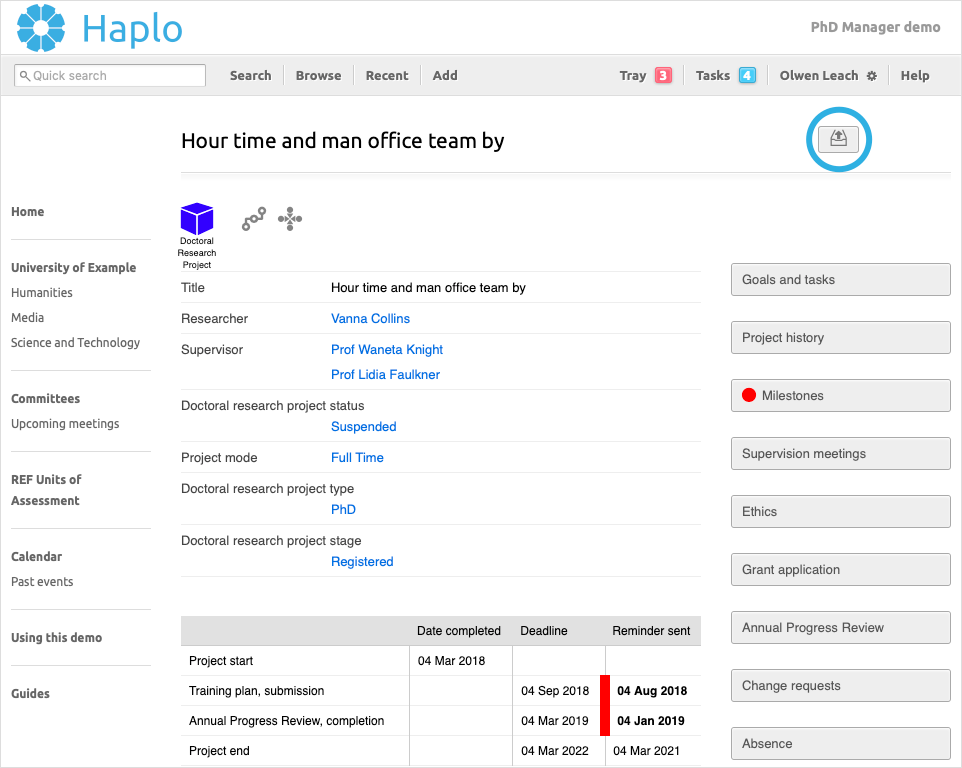 Haplo
PhD Manager demo
Quick search
Search
Browse
Recent
Add
Tray 3
Tasks 4
Olwen Leach
Help
Hour time and man office team by
Home
University of Example
Humanities
Media
Science and Technology
Committees
Upcoming meetings
REF Units of
Assessment
Calendar
Past events
Using this demo
Guides
Doctoral
Research
Project
Title Hour time and man office team by
Researcher Vanna Collins
Supervisor Prof Waneta Knight
Prof Lidia Faulkner
Doctoral research project status
Suspended
Project mode Full Time
Doctoral research project type
PhD
Doctoral research project stage
Registered
Date completed Deadline Reminder sent
Project start 04 Mar 2018
Training plan, submission 04 Sep 2018 04 Aug 2018
Annual Progress Review, completion 04 Mar 2019 04 Jan 2019
Project end 04 Mar 2022 04 Mar 2021
Goals and tasks
Project history
Milestones
Supervision meetings
Ethics
Grant application
Annual Progress Review
Change requests
Absence